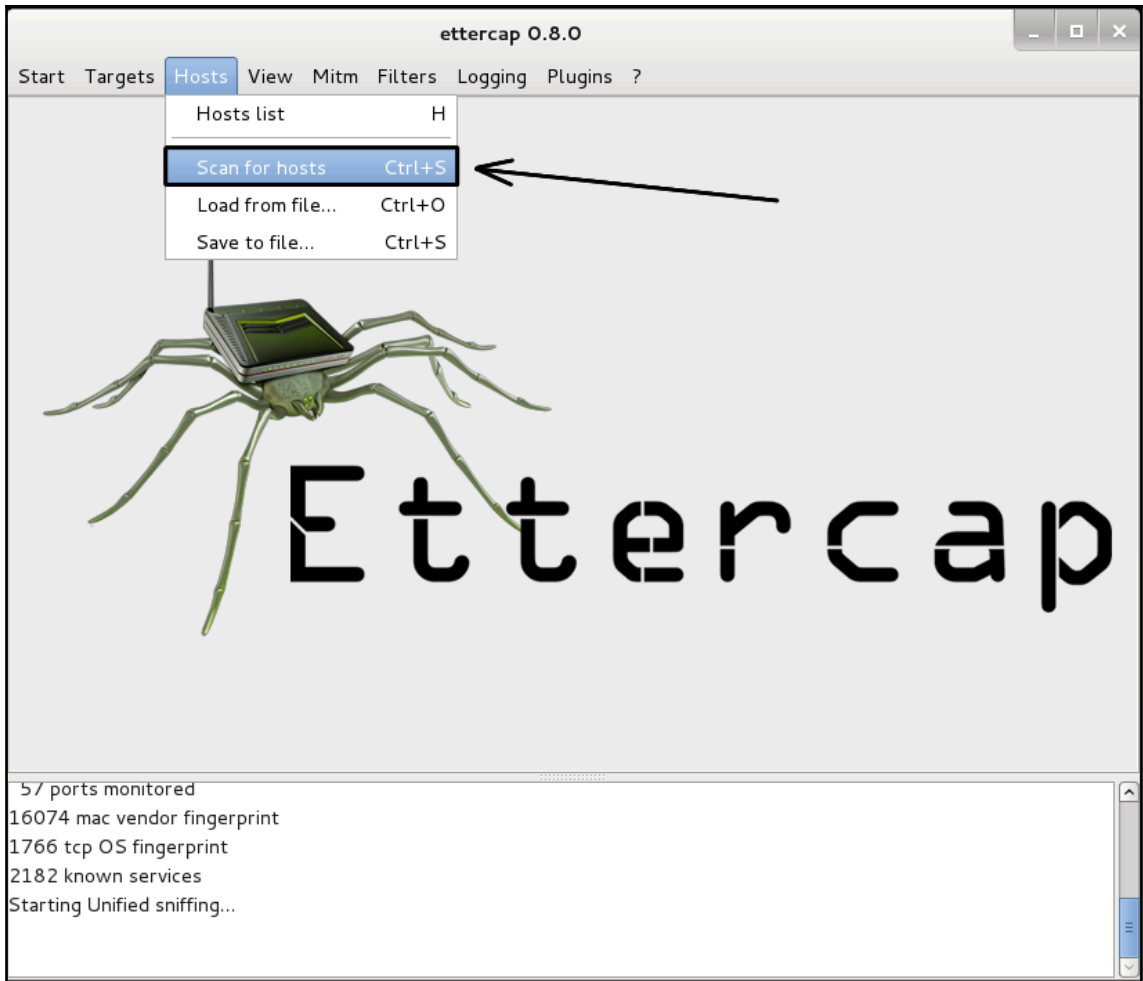 ettercap 0.8.0
Start Targets Hosts View Mitm Filters Logging Plugins ?
Hosts list H
Scan for hosts Ctrl+S
Load from file... Ctrl+O
Save to file... Ctrl+S
Ettercap
57 ports monitored
16074 mac vendor fingerprint
1766 tcp OS fingerprint
2182 known services
Starting Unified sniffing...